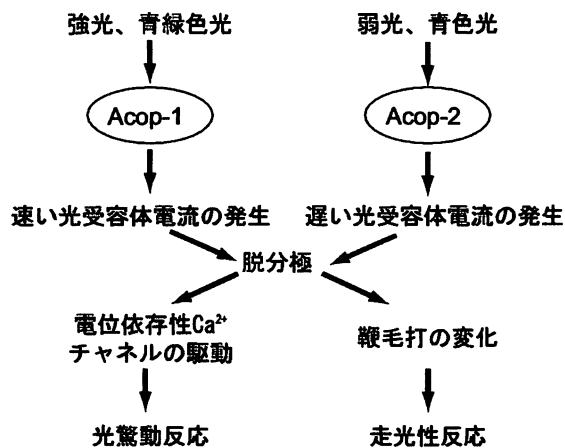 強光、青緑色光
弱光、青色光
Acop-1
Acop-2
速い光受容体電流の発生
遅い光受容体電流の発生
脱分極
電位依存性Ca²⁺
チャネルの駆動
鞭毛打の変化
光驚動反応
走光性反応